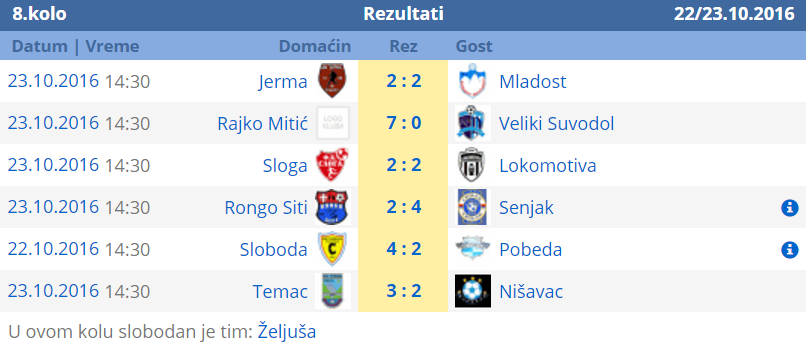 8.kolo Rezultati 22/23.10.2016
Datum | Vreme Domaćin Rez Gost
23.10.2016 14:30 Jerma 2 : 2 Mladost
23.10.2016 14:30 Rajko Mitić LOGO KLUBA 7 : 0 Veliki Suvodol
23.10.2016 14:30 Sloga 2 : 2 Lokomotiva
23.10.2016 14:30 Rongo Siti 2 : 4 Senjak
22.10.2016 14:30 Sloboda 4 : 2 Pobeda
23.10.2016 14:30 Temac 3 : 2 Nišavac
U ovom kolu slobodan je tim: Željuša